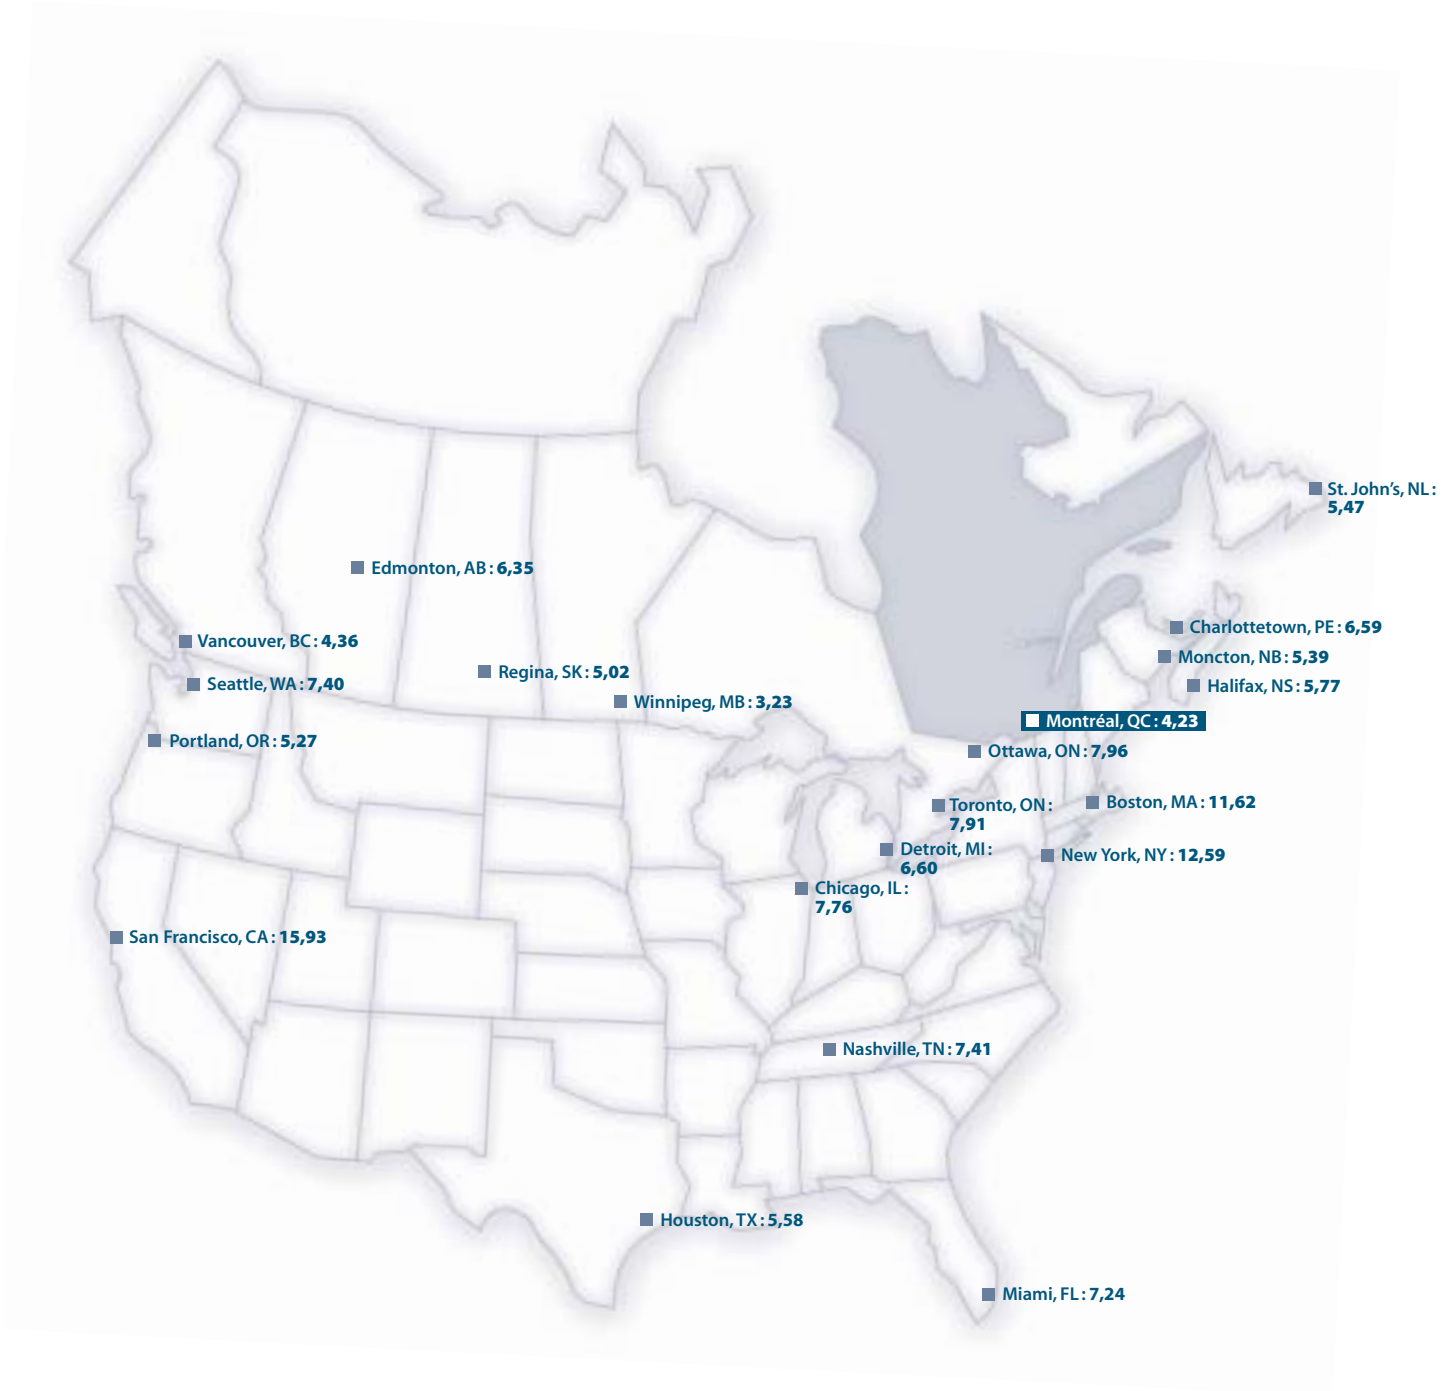 St. John's, NL :
5,47
Edmonton, AB : 6,35
Charlottetown, PE : 6,59
Vancouver, BC : 4,36
Moncton, NB : 5,39
Regina, SK : 5,02
Seattle, WA : 7,40
Halifax, NS : 5,77
Winnipeg, MB : 3,23
Montréal, QC : 4,23
Portland, OR : 5,27
Ottawa, ON : 7,96
Toronto, ON :
7,91
Boston, MA : 11,62
Detroit, MI :
6,60
New York, NY : 12,59
Chicago, IL :
7,76
San Francisco, CA : 15,93
Nashville, TN : 7,41
Houston, TX : 5,58
Miami, FL : 7,24